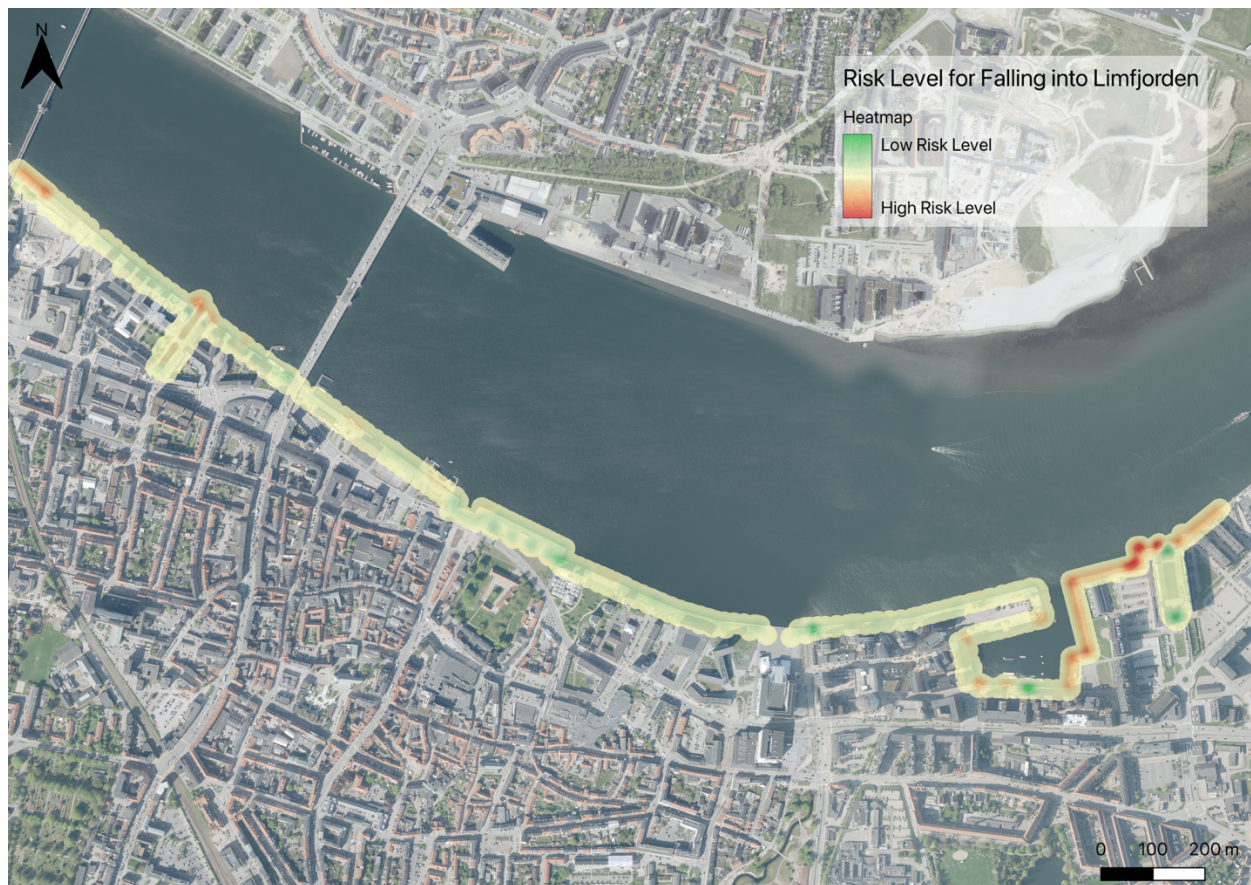 N
Risk Level for Falling into Limfjorden
Heatmap
Low Risk Level
High Risk Level
0 100 200 m